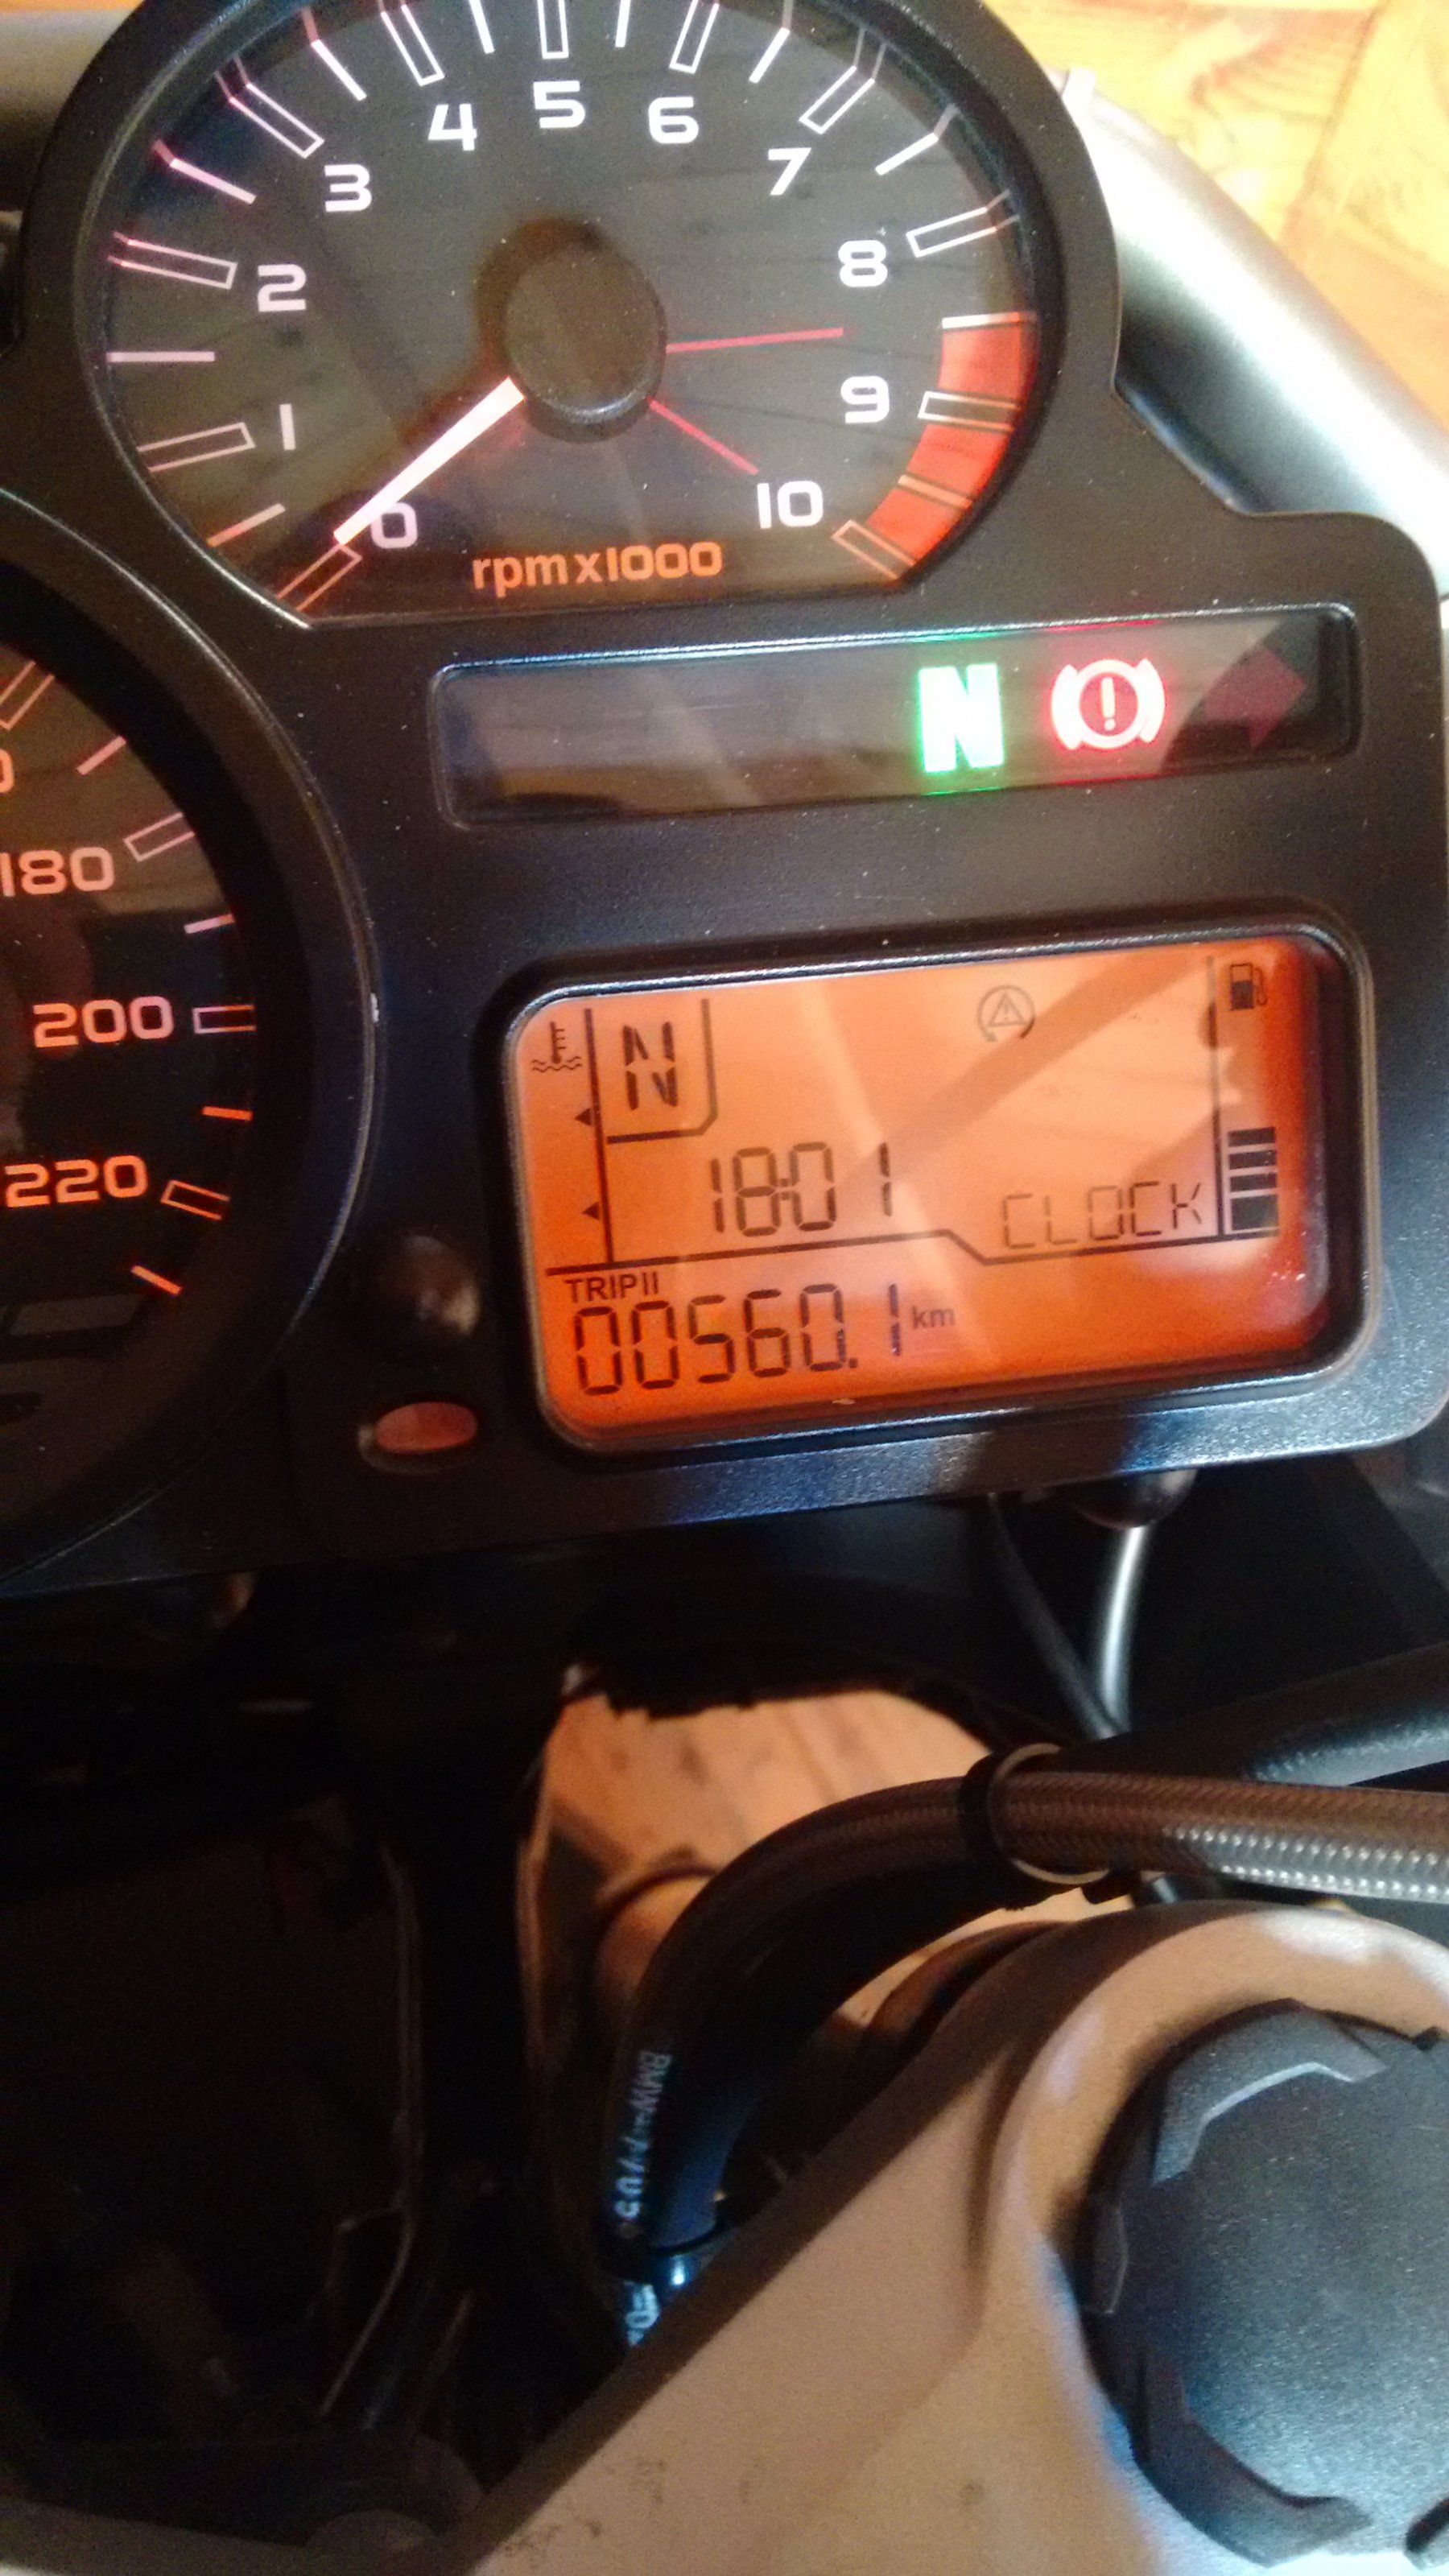 0 1 2 3 4 5 6 7 8 9 10
rpm x1000
N
180
200
220
N
18:01 CLOCK
TRIP II
00560.1 km